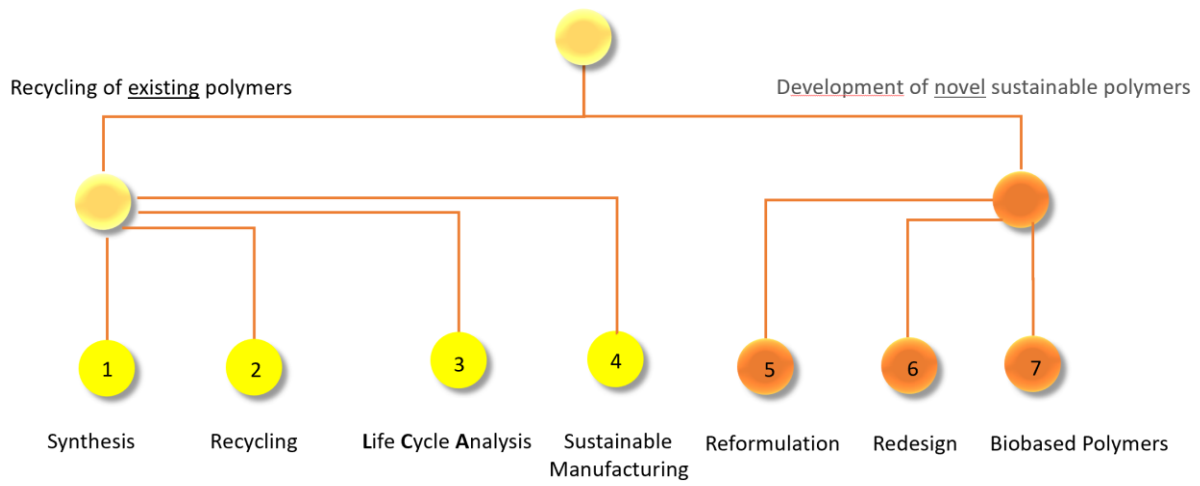 Recycling of existing polymers
Development of novel sustainable polymers
1
2
3
4
5
6
7
Synthesis
Recycling
Life Cycle Analysis
Sustainable
Manufacturing
Reformulation
Redesign
Biobased Polymers